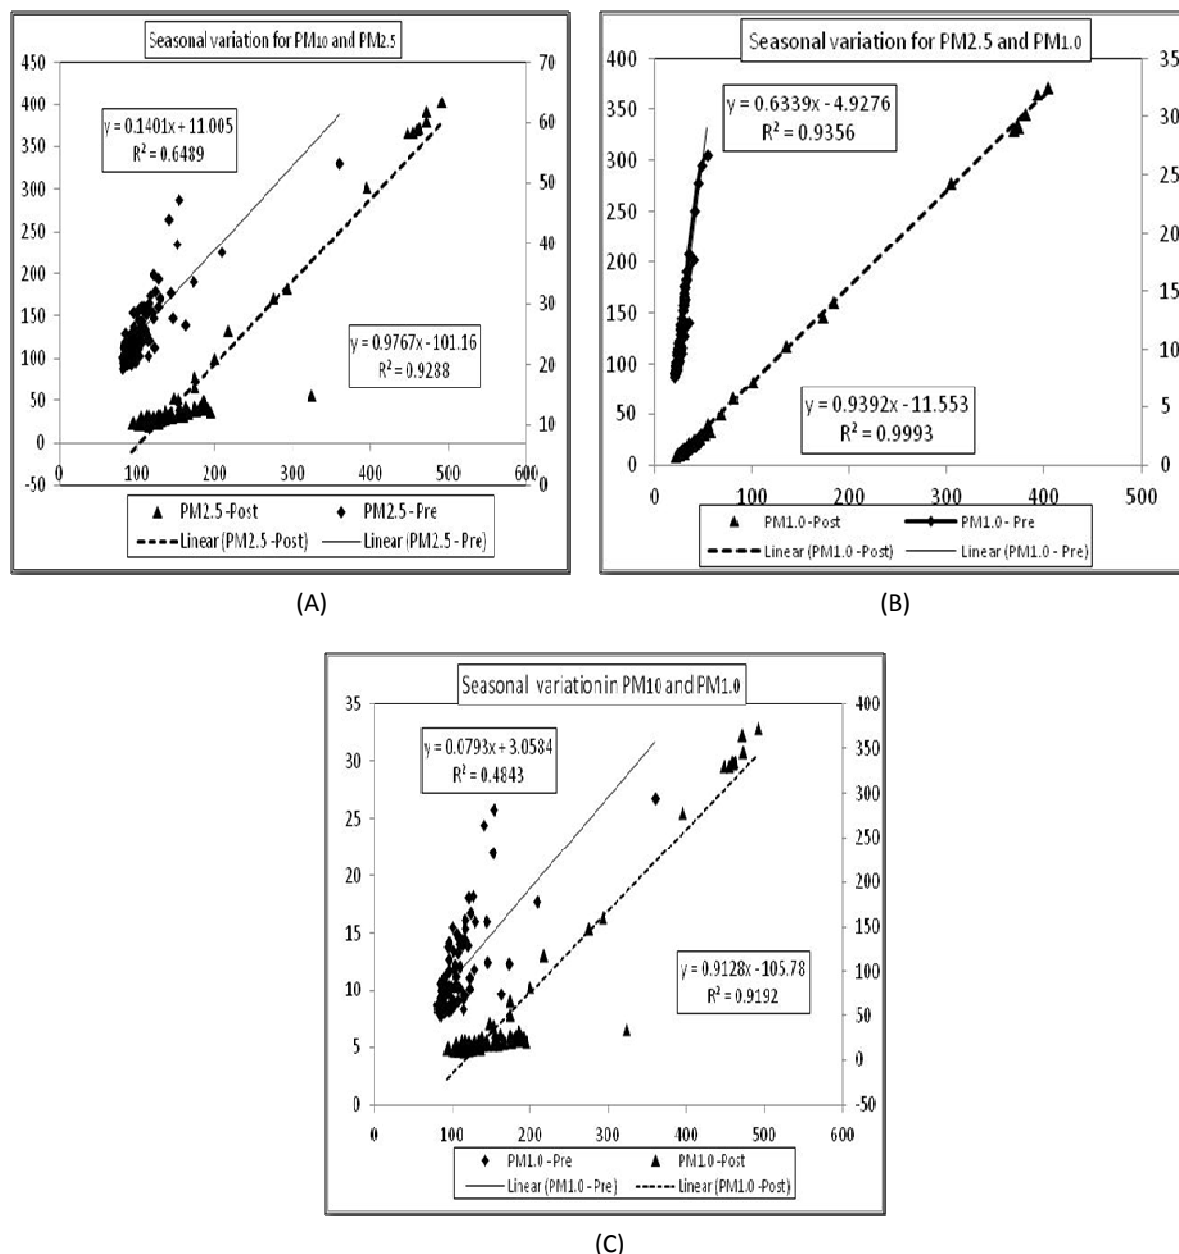 Seasonal variation for PM10 and PM2.5
450
400
350
300
250
200
150
100
50
0
-50
70
60
50
40
30
20
10
0
y = 0.1401x + 11.005
R² = 0.6489
y = 0.9767x - 101.16
R² = 0.9288
0 100 200 300 400 500 600
PM2.5 -Post PM2.5 - Pre
Linear (PM2.5 -Post) Linear (PM2.5 - Pre)
(A)
Seasonal variation for PM2.5 and PM1.0
400
350
300
250
200
150
100
50
0
35
30
25
20
15
10
5
0
y = 0.6339x - 4.9276
R² = 0.9356
y = 0.9392x - 11.553
R² = 0.9993
0 100 200 300 400 500
PM1.0 -Post PM1.0 - Pre
Linear (PM1.0 -Post) Linear (PM1.0 - Pre)
(B)
Seasonal variation in PM10 and PM1.0
35
30
25
20
15
10
5
0
400
350
300
250
200
150
100
50
0
-50
y = 0.0793x + 3.0584
R² = 0.4843
y = 0.9128x - 105.78
R² = 0.9192
0 100 200 300 400 500 600
PM1.0 - Pre PM1.0 -Post
Linear (PM1.0 - Pre) Linear (PM1.0 -Post)
(C)